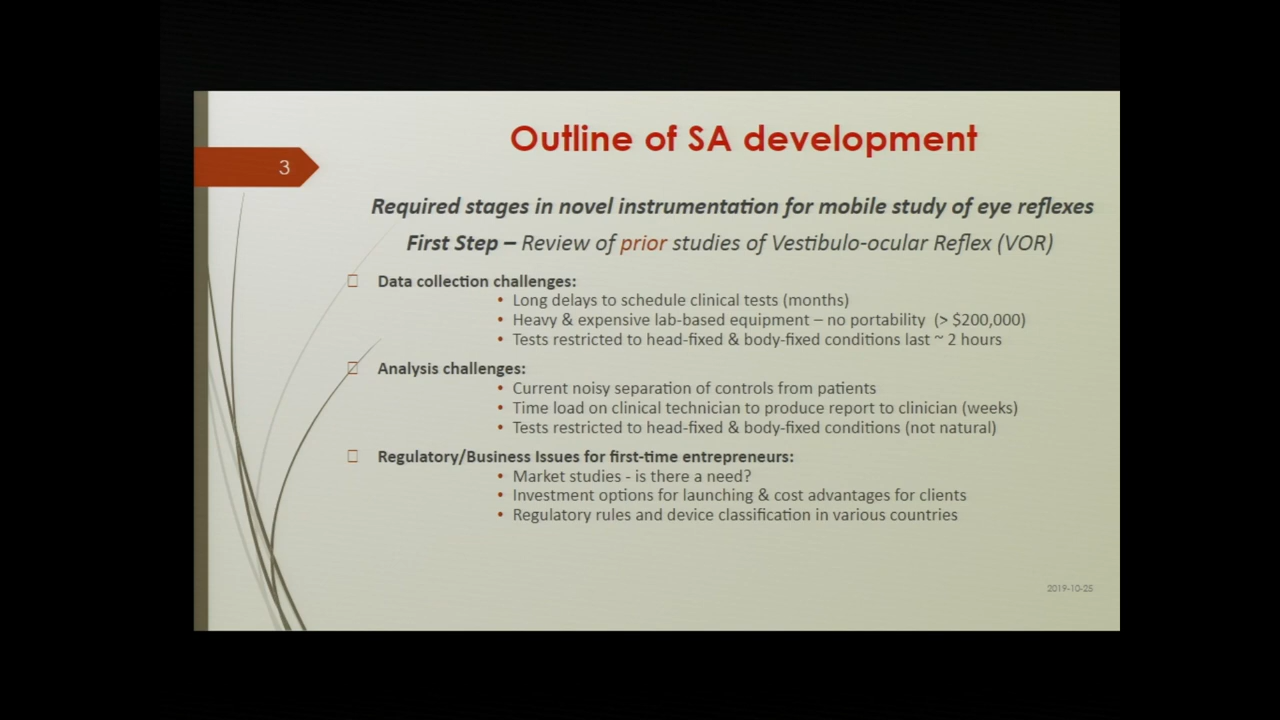 Outline of SA development
3
Required stages in novel instrumentation for mobile study of eye reflexes
First Step – Review of prior studies of Vestibulo-ocular Reflex (VOR)
Data collection challenges:
• Long delays to schedule clinical tests (months)
• Heavy & expensive lab-based equipment – no portability (> $200,000)
• Tests restricted to head-fixed & body-fixed conditions last ~ 2 hours
Analysis challenges:
• Current noisy separation of controls from patients
• Time load on clinical technician to produce report to clinician (weeks)
• Tests restricted to head-fixed & body-fixed conditions (not natural)
Regulatory/Business Issues for first-time entrepreneurs:
• Market studies - is there a need?
• Investment options for launching & cost advantages for clients
• Regulatory rules and device classification in various countries
2019-10-25